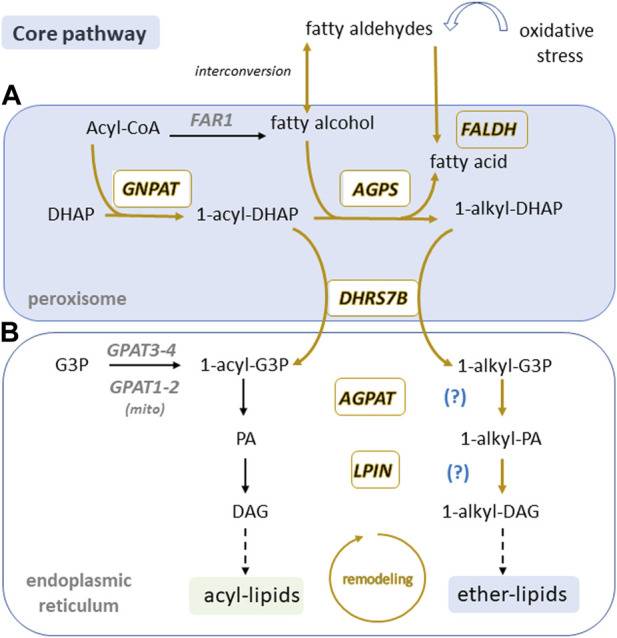 Core pathway
fatty aldehydes
oxidative
stress
interconversion
A
Acyl-CoA
FAR1
fatty alcohol
FALDH
fatty acid
GNPAT
AGPS
DHAP
1-acyl-DHAP
1-alkyl-DHAP
DHRS7B
peroxisome
B
G3P
GPAT3-4
GPAT1-2
(mito)
1-acyl-G3P
1-alkyl-G3P
AGPAT
(?)
PA
1-alkyl-PA
LPIN
(?)
DAG
1-alkyl-DAG
endoplasmic
reticulum
acyl-lipids
remodeling
ether-lipids